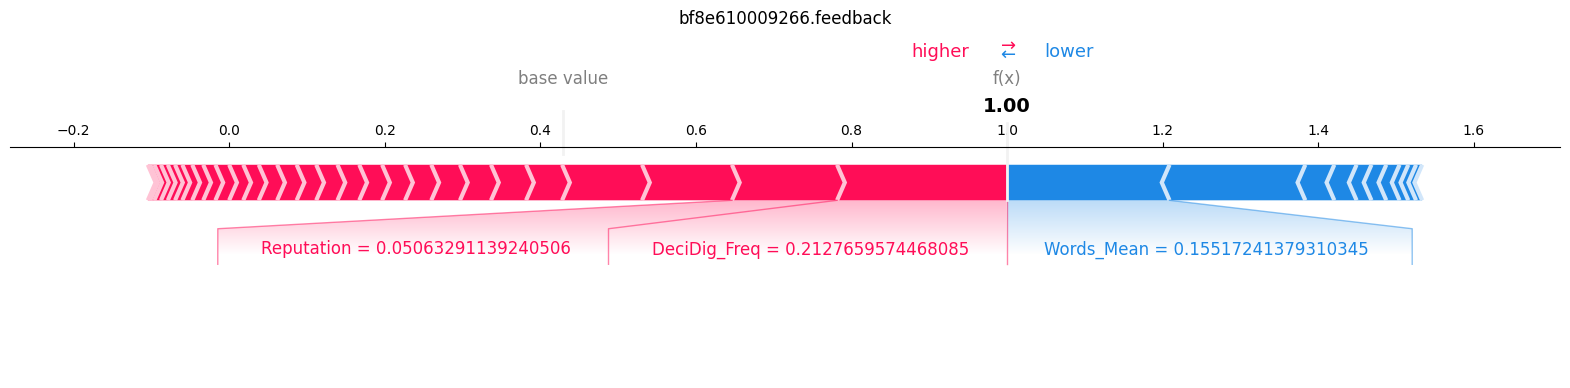 bf8e610009266.feedback
higher ⇄ lower
base value f(x)
1.00
−0.2 0.0 0.2 0.4 0.6 0.8 1.0 1.2 1.4 1.6
Reputation = 0.05063291139240506 DeciDig_Freq = 0.2127659574468085 Words_Mean = 0.15517241379310345